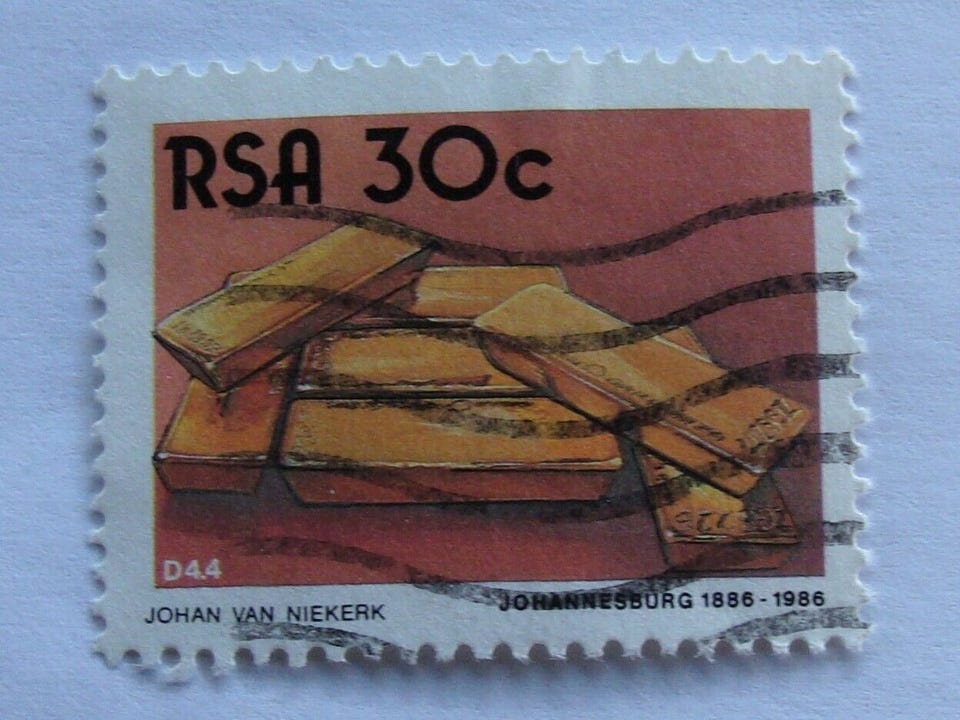 RSA 30c
D4.4
JOHAN VAN NIEKERK
JOHANNESBURG 1886 - 1986